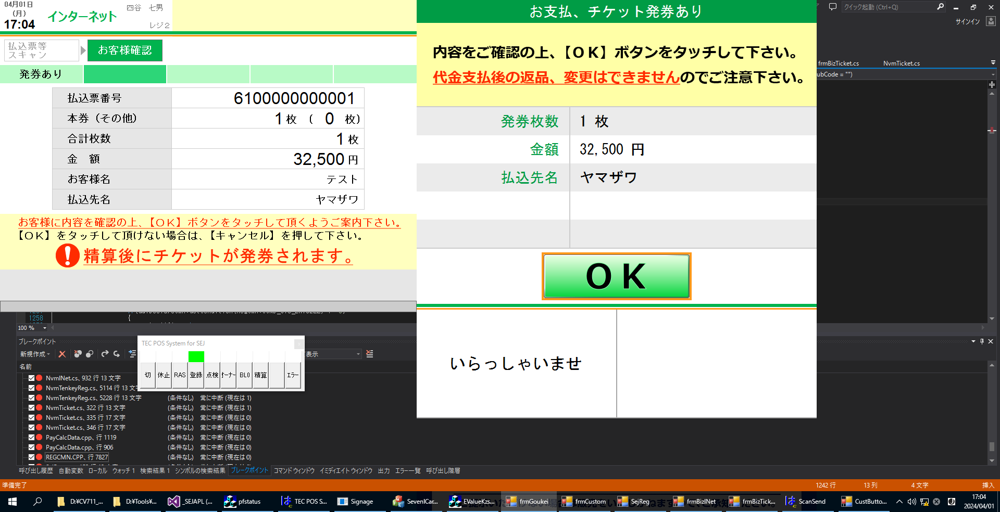 04月01日
(月)
17:04
インターネット
四谷　七男
レジ２
払込票等
スキャン
お客様確認
発券あり
払込票番号
6100000000001
本券（その他）
1 枚 （ 0 枚）
合計枚数
1 枚
金　額
32,500 円
お客様名
テスト
払込先名
ヤマザワ
お客様に内容を確認の上、【ＯＫ】ボタンをタッチして頂くようご案内下さい。
【ＯＫ】をタッチして頂けない場合は、【キャンセル】を押して下さい。
精算後にチケットが発券されます。
お支払、チケット発券あり
内容をご確認の上、【ＯＫ】ボタンをタッチして下さい。
代金支払後の返品、変更はできませんのでご注意下さい。
発券枚数
1 枚
金額
32,500 円
払込先名
ヤマザワ
ＯＫ
いらっしゃいませ
クイック起動 (Ctrl+Q)
サインイン
frmBizTicket.cs
NvmTicket.cs
ubCode = "")
1258
{
100 %
ブレークポイント
新規作成
表示
名前
TEC POS System for SEJ
切
休止
RAS
登録
点検
ｵｰﾅｰ
BLO
精算
ｴﾗｰ
NvmINet.cs、932 行 13 文字
NvmTenkeyReg.cs、5114 行 13 文字
NvmTenkeyReg.cs、5228 行 13 文字 (条件なし) 常に中断 (現在は 1)
NvmTicket.cs、322 行 13 文字 (条件なし) 常に中断 (現在は 1)
NvmTicket.cs、335 行 17 文字 (条件なし) 常に中断 (現在は 0)
NvmTicket.cs、346 行 17 文字 (条件なし) 常に中断 (現在は 0)
PayCalcData.cpp、行 1119 (条件なし) 常に中断 (現在は 0)
PayCalcData.cpp、行 906 (条件なし) 常に中断 (現在は 0)
REGCMN.CPP、行 7827 (条件なし) 常に中断 (現在は 0)
呼び出し履歴 自動変数 ローカル ウォッチ 1 検索結果 1 シンボルの検索結果 ブレークポイント コマンド ウィンドウ イミディエイト ウィンドウ 出力 エラー一覧 呼び出し階層
準備完了
1242 行
13 列
4 文字
挿入
D:¥CV711_...
D:¥Tools¥...
_SEJAPL (...
pfstatus
TEC POS S...
Signage
SevenICar...
EValueKzs...
frmGoukei
frmCustom
SejReg
frmBizINet
frmBizTick...
ScanSend
CustButto...
17:04
2024/04/01